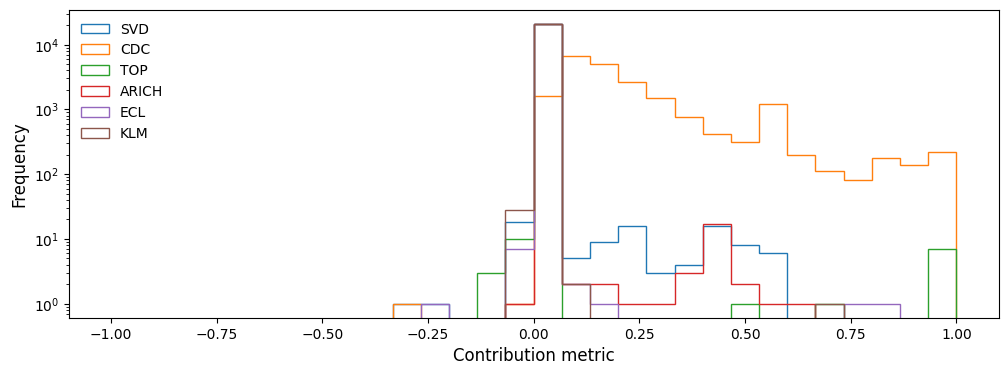 SVD
CDC
TOP
ARICH
ECL
KLM
Frequency
10⁴
10³
10²
10¹
10⁰
−1.00 −0.75 −0.50 −0.25 0.00 0.25 0.50 0.75 1.00
Contribution metric